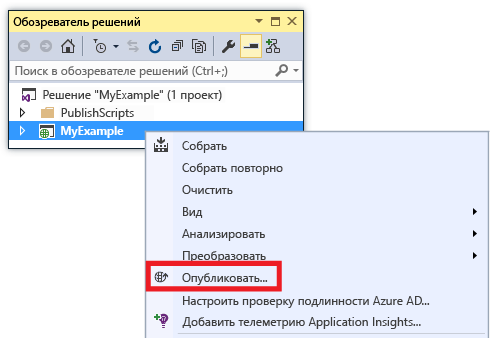 Обозреватель решений
Поиск в обозревателе решений (Ctrl+;)
Решение "MyExample" (1 проект)
PublishScripts
MyExample
Собрать
Собрать повторно
Очистить
Вид
Анализировать
Преобразовать
Опубликовать...
Настроить проверку подлинности Azure AD...
Добавить телеметрию Application Insights...